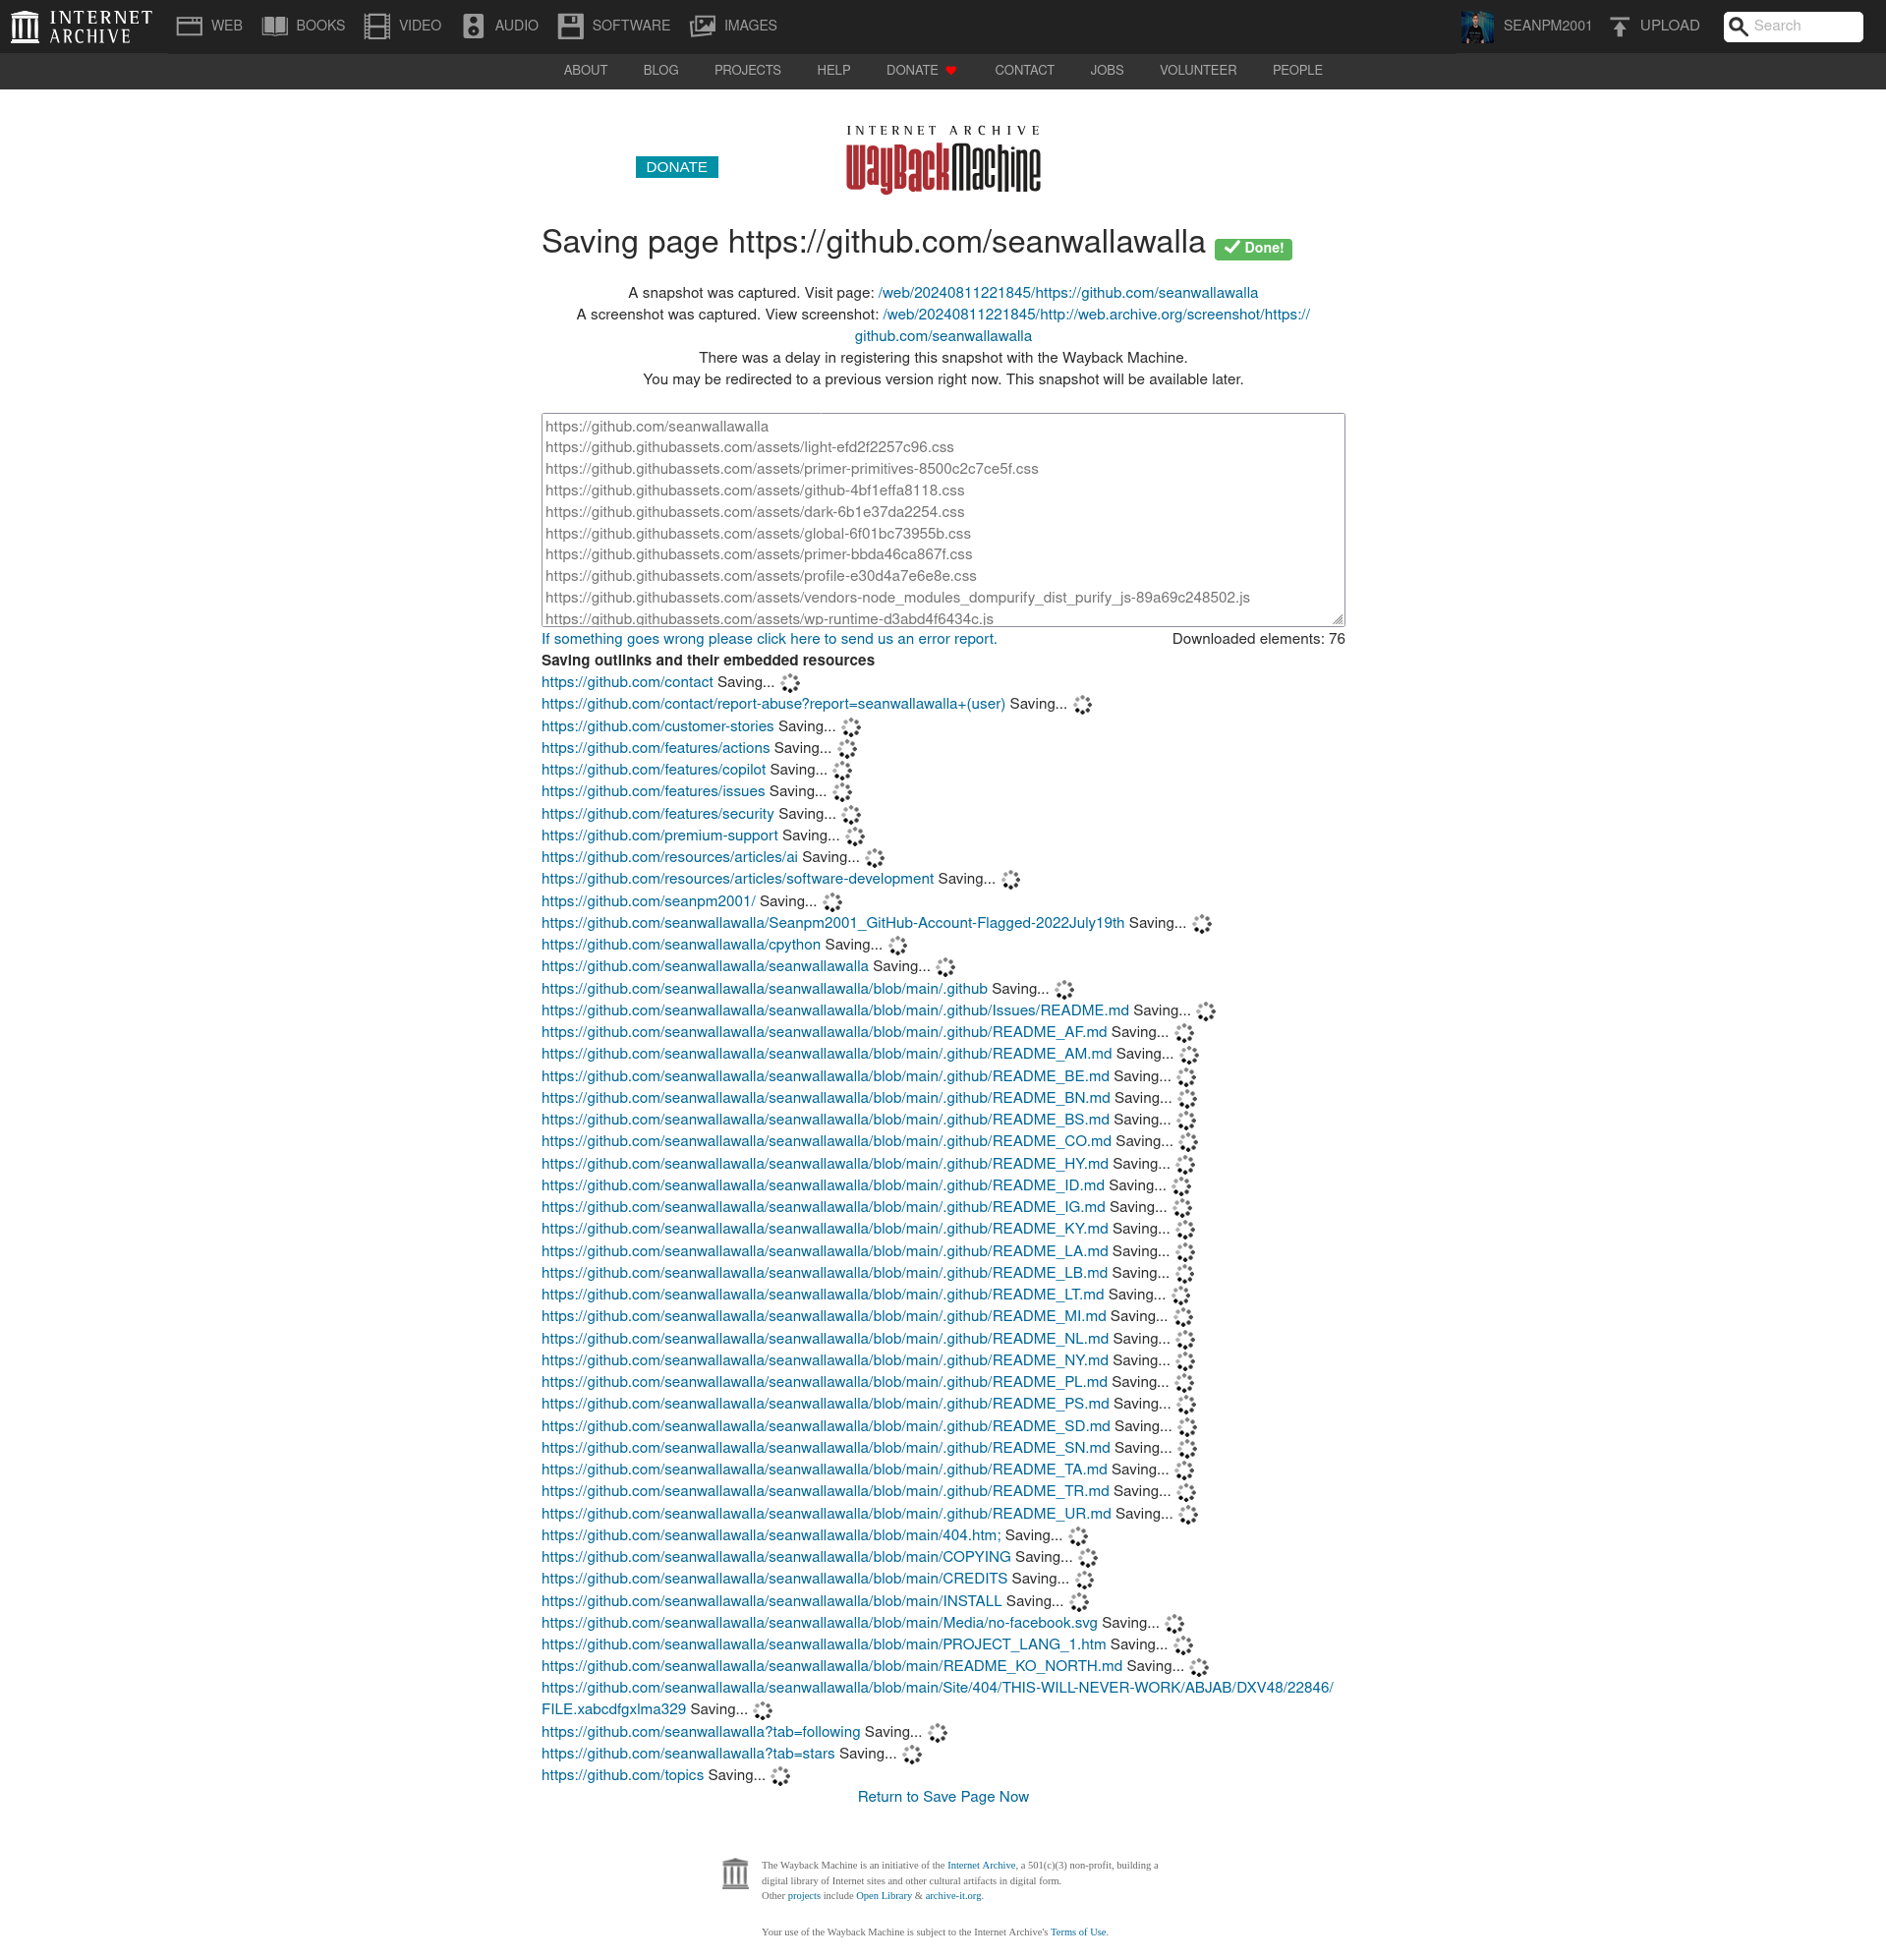 INTERNET ARCHIVE WEB BOOKS VIDEO AUDIO SOFTWARE IMAGES SEANPM2001 UPLOAD Search
ABOUT BLOG PROJECTS HELP DONATE CONTACT JOBS VOLUNTEER PEOPLE
INTERNET ARCHIVE
DONATE WayBackMachine
Saving page https://github.com/seanwallawalla Done!
A snapshot was captured. Visit page: /web/20240811221845/https://github.com/seanwallawalla
A screenshot was captured. View screenshot: /web/20240811221845/http://web.archive.org/screenshot/https://
github.com/seanwallawalla
There was a delay in registering this snapshot with the Wayback Machine.
You may be redirected to a previous version right now. This snapshot will be available later.
https://github.com/seanwallawalla
https://github.githubassets.com/assets/light-efd2f2257c96.css
https://github.githubassets.com/assets/primer-primitives-8500c2c7ce5f.css
https://github.githubassets.com/assets/github-4bf1effa8118.css
https://github.githubassets.com/assets/dark-6b1e37da2254.css
https://github.githubassets.com/assets/global-6f01bc73955b.css
https://github.githubassets.com/assets/primer-bbda46ca867f.css
https://github.githubassets.com/assets/profile-e30d4a7e6e8e.css
https://github.githubassets.com/assets/vendors-node_modules_dompurify_dist_purify_js-89a69c248502.js
https://github.githubassets.com/assets/wp-runtime-d3abd4f6434c.js
If something goes wrong please click here to send us an error report. Downloaded elements: 76
Saving outlinks and their embedded resources
https://github.com/contact Saving...
https://github.com/contact/report-abuse?report=seanwallawalla+(user) Saving...
https://github.com/customer-stories Saving...
https://github.com/features/actions Saving...
https://github.com/features/copilot Saving...
https://github.com/features/issues Saving...
https://github.com/features/security Saving...
https://github.com/premium-support Saving...
https://github.com/resources/articles/ai Saving...
https://github.com/resources/articles/software-development Saving...
https://github.com/seanpm2001/ Saving...
https://github.com/seanwallawalla/Seanpm2001_GitHub-Account-Flagged-2022July19th Saving...
https://github.com/seanwallawalla/cpython Saving...
https://github.com/seanwallawalla/seanwallawalla Saving...
https://github.com/seanwallawalla/seanwallawalla/blob/main/.github Saving...
https://github.com/seanwallawalla/seanwallawalla/blob/main/.github/Issues/README.md Saving...
https://github.com/seanwallawalla/seanwallawalla/blob/main/.github/README_AF.md Saving...
https://github.com/seanwallawalla/seanwallawalla/blob/main/.github/README_AM.md Saving...
https://github.com/seanwallawalla/seanwallawalla/blob/main/.github/README_BE.md Saving...
https://github.com/seanwallawalla/seanwallawalla/blob/main/.github/README_BN.md Saving...
https://github.com/seanwallawalla/seanwallawalla/blob/main/.github/README_BS.md Saving...
https://github.com/seanwallawalla/seanwallawalla/blob/main/.github/README_CO.md Saving...
https://github.com/seanwallawalla/seanwallawalla/blob/main/.github/README_HY.md Saving...
https://github.com/seanwallawalla/seanwallawalla/blob/main/.github/README_ID.md Saving...
https://github.com/seanwallawalla/seanwallawalla/blob/main/.github/README_IG.md Saving...
https://github.com/seanwallawalla/seanwallawalla/blob/main/.github/README_KY.md Saving...
https://github.com/seanwallawalla/seanwallawalla/blob/main/.github/README_LA.md Saving...
https://github.com/seanwallawalla/seanwallawalla/blob/main/.github/README_LB.md Saving...
https://github.com/seanwallawalla/seanwallawalla/blob/main/.github/README_LT.md Saving...
https://github.com/seanwallawalla/seanwallawalla/blob/main/.github/README_MI.md Saving...
https://github.com/seanwallawalla/seanwallawalla/blob/main/.github/README_NL.md Saving...
https://github.com/seanwallawalla/seanwallawalla/blob/main/.github/README_NY.md Saving...
https://github.com/seanwallawalla/seanwallawalla/blob/main/.github/README_PL.md Saving...
https://github.com/seanwallawalla/seanwallawalla/blob/main/.github/README_PS.md Saving...
https://github.com/seanwallawalla/seanwallawalla/blob/main/.github/README_SD.md Saving...
https://github.com/seanwallawalla/seanwallawalla/blob/main/.github/README_SN.md Saving...
https://github.com/seanwallawalla/seanwallawalla/blob/main/.github/README_TA.md Saving...
https://github.com/seanwallawalla/seanwallawalla/blob/main/.github/README_TR.md Saving...
https://github.com/seanwallawalla/seanwallawalla/blob/main/.github/README_UR.md Saving...
https://github.com/seanwallawalla/seanwallawalla/blob/main/404.htm; Saving...
https://github.com/seanwallawalla/seanwallawalla/blob/main/COPYING Saving...
https://github.com/seanwallawalla/seanwallawalla/blob/main/CREDITS Saving...
https://github.com/seanwallawalla/seanwallawalla/blob/main/INSTALL Saving...
https://github.com/seanwallawalla/seanwallawalla/blob/main/Media/no-facebook.svg Saving...
https://github.com/seanwallawalla/seanwallawalla/blob/main/PROJECT_LANG_1.htm Saving...
https://github.com/seanwallawalla/seanwallawalla/blob/main/README_KO_NORTH.md Saving...
https://github.com/seanwallawalla/seanwallawalla/blob/main/Site/404/THIS-WILL-NEVER-WORK/ABJAB/DXV48/22846/
FILE.xabcdfgxlma329 Saving...
https://github.com/seanwallawalla?tab=following Saving...
https://github.com/seanwallawalla?tab=stars Saving...
https://github.com/topics Saving...
Return to Save Page Now
The Wayback Machine is an initiative of the Internet Archive, a 501(c)(3) non-profit, building a
digital library of Internet sites and other cultural artifacts in digital form.
Other projects include Open Library & archive-it.org.
Your use of the Wayback Machine is subject to the Internet Archive's Terms of Use.